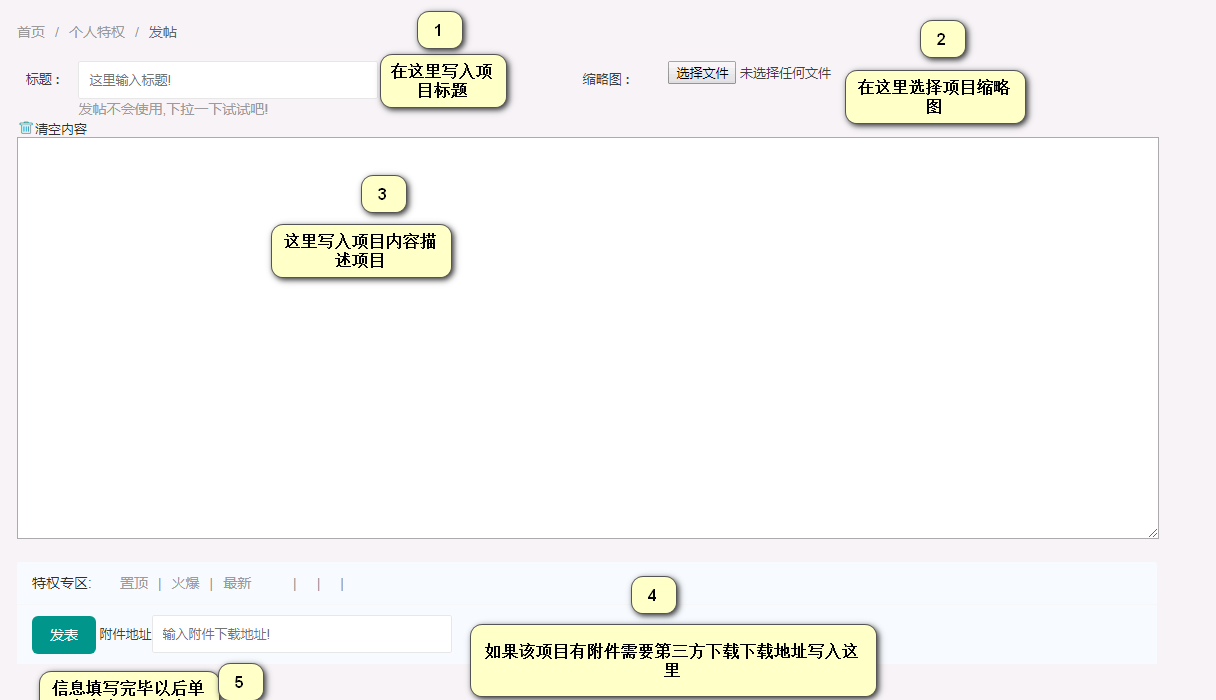 首页 / 个人特权 / 发帖
1
2
标题：
这里输入标题!
在这里写入项
目标题
缩略图：
选择文件 未选择任何文件
在这里选择项目缩略
图
发帖不会使用,下拉一下试试吧!
清空内容
3
这里写入项目内容描
述项目
特权专区: 置顶 | 火爆 | 最新 | | |
4
发表 附件地址 输入附件下载地址!
如果该项目有附件需要第三方下载下载地址写入这
里
5
信息填写完毕以后单